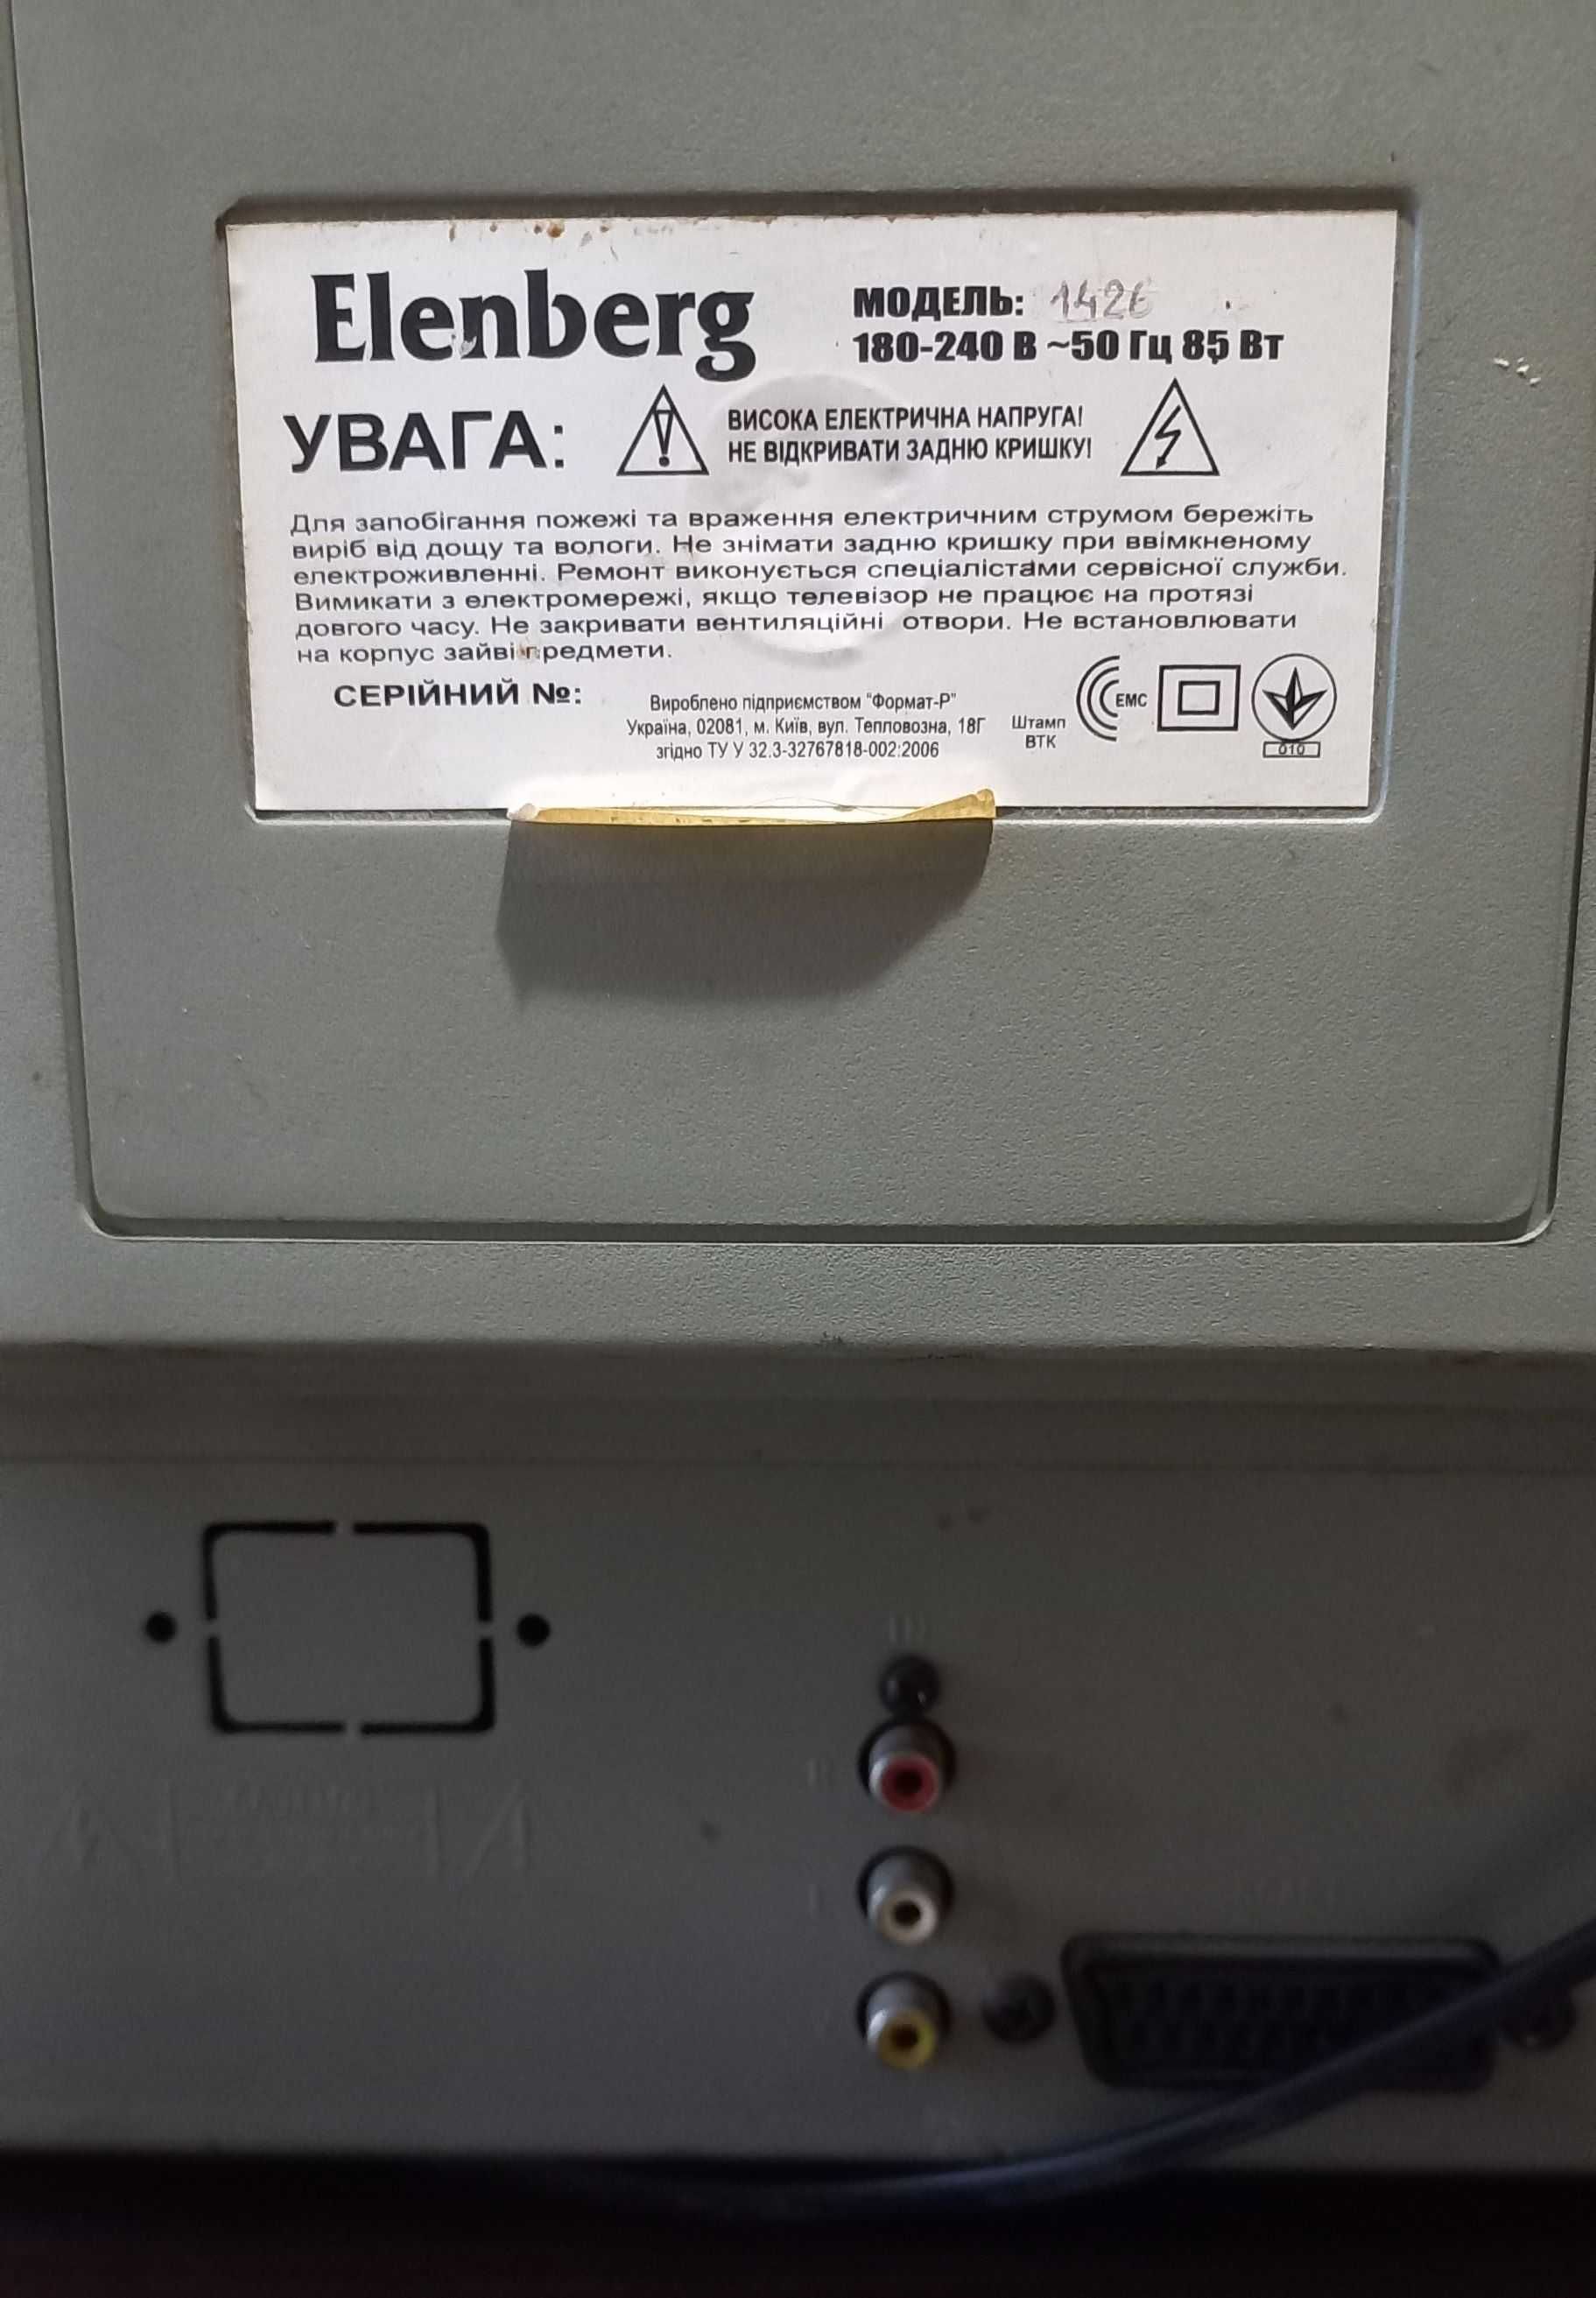 Elenberg
МОДЕЛЬ: 1426
180-240 В ~50 Гц 85 Вт
УВАГА:
ВИСОКА ЕЛЕКТРИЧНА НАПРУГА!
НЕ ВІДКРИВАТИ ЗАДНЮ КРИШКУ!
Для запобігання пожежі та враження електричним струмом бережіть
виріб від дощу та вологи. Не знімати задню кришку при ввімкненому
електроживленні. Ремонт виконується спеціалістами сервісної служби.
Вимикати з електромережі, якщо телевізор не працює на протязі
довгого часу. Не закривати вентиляційні отвори. Не встановлювати
на корпус зайві предмети.
СЕРІЙНИЙ №:
Вироблено підприємством "Формат-Р"
Україна, 02081, м. Київ, вул. Тепловозна, 18Г
згідно ТУ У 32.3-32767818-002:2006
Штамп
ВТК
EMC
010
R
L